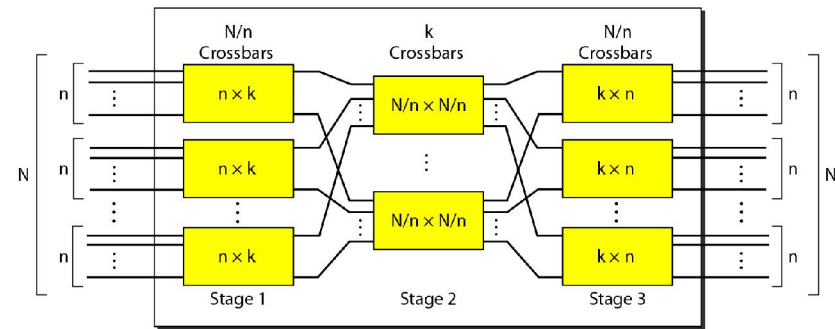 N/n
Crossbars
k
Crossbars
N/n
Crossbars
N
n
n × k
N/n × N/n
k × n
n
n
n × k
k × n
n
N
n
n × k
N/n × N/n
k × n
n
Stage 1
Stage 2
Stage 3